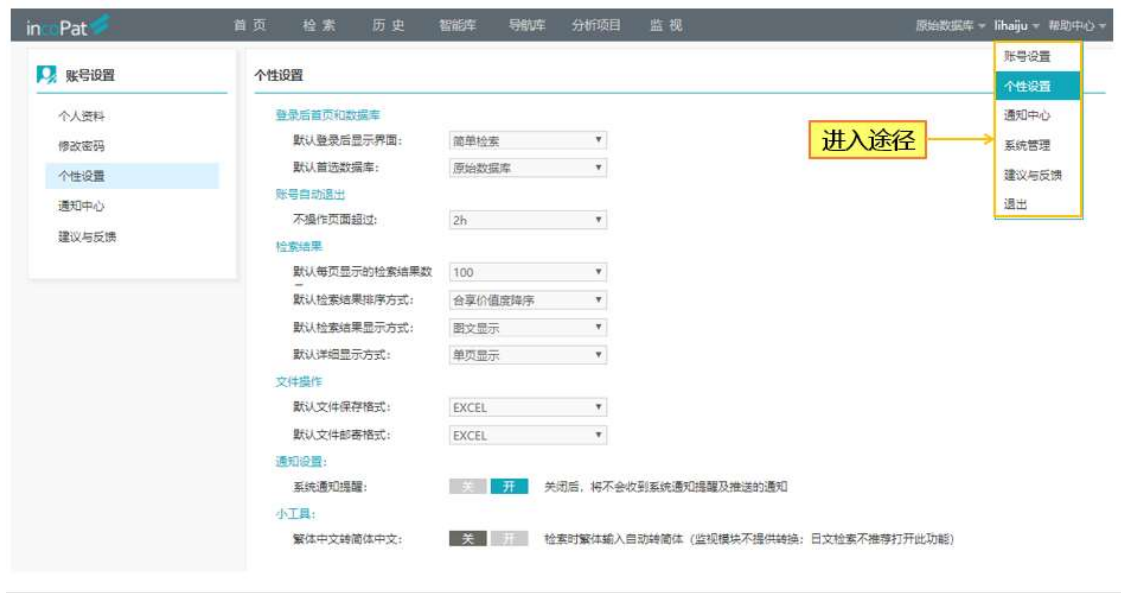 incoPat 首页 检索 历史 智能库 导航库 分析项目 监视 原始数据库 lihaiju 帮助中心
账号设置
个人资料
修改密码
个性设置
通知中心
建议与反馈
个性设置
登录后首页和数据库
默认登录后显示界面： 简单检索
默认首选数据库： 原始数据库
账号自动退出
不操作页面超过： 2h
检索结果
默认每页显示的检索结果数 100
默认检索结果排序方式： 合享价值度降序
默认检索结果显示方式： 图文显示
默认详细显示方式： 单页显示
文件操作
默认文件保存格式： EXCEL
默认文件邮寄格式： EXCEL
通知设置：
系统通知提醒： 关 开 关闭后，将不会收到系统通知提醒及推送的通知
小工具：
繁体中文转简体中文： 关 开 检索时繁体输入自动转简体（监视模块不提供转换；日文检索不推荐打开此功能）
进入途径
账号设置
个性设置
通知中心
系统管理
建议与反馈
退出